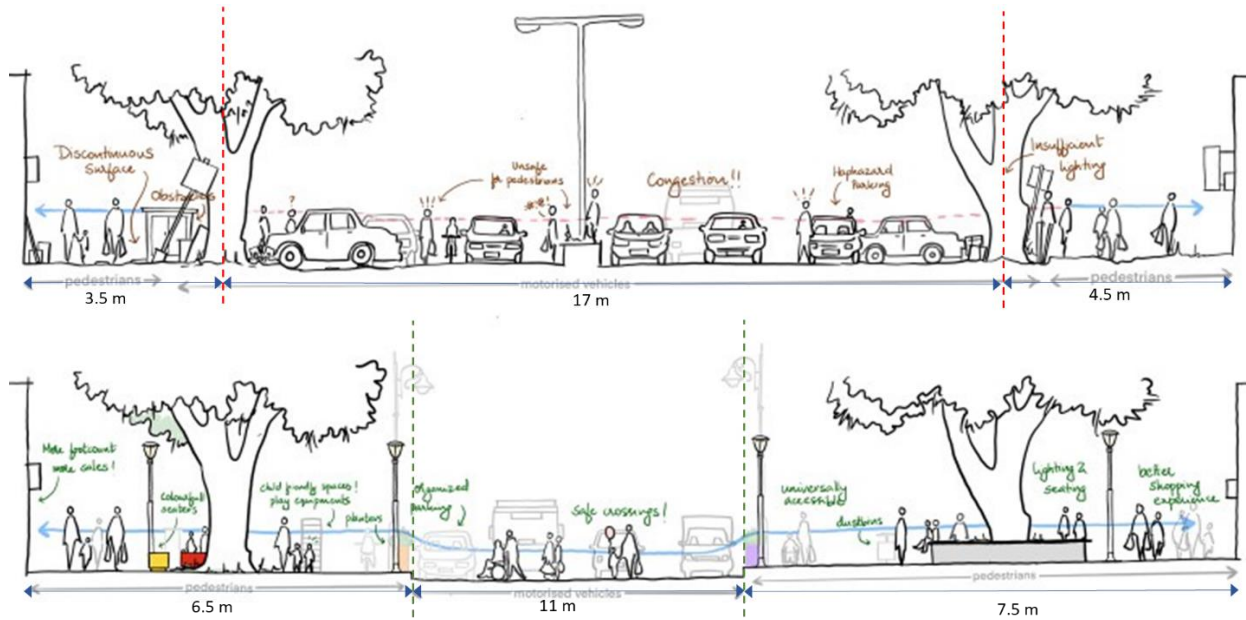 Discontinuous
Surface
Obstacles
?
!!!
Unsafe
for pedestrians
Congestion!!
Haphazard
Parking
Insufficient
lighting
pedestrians
motorised vehicles
pedestrians
3.5 m
17 m
4.5 m
More footcount
more sales!
Colourful
seaters
child friendly spaces!
play components
planters
organized
parking
Safe crossings!
universally
accessible
dustbins
lighting &
seating
better
shopping
experience
pedestrians
motorised vehicles
pedestrians
6.5 m
11 m
7.5 m